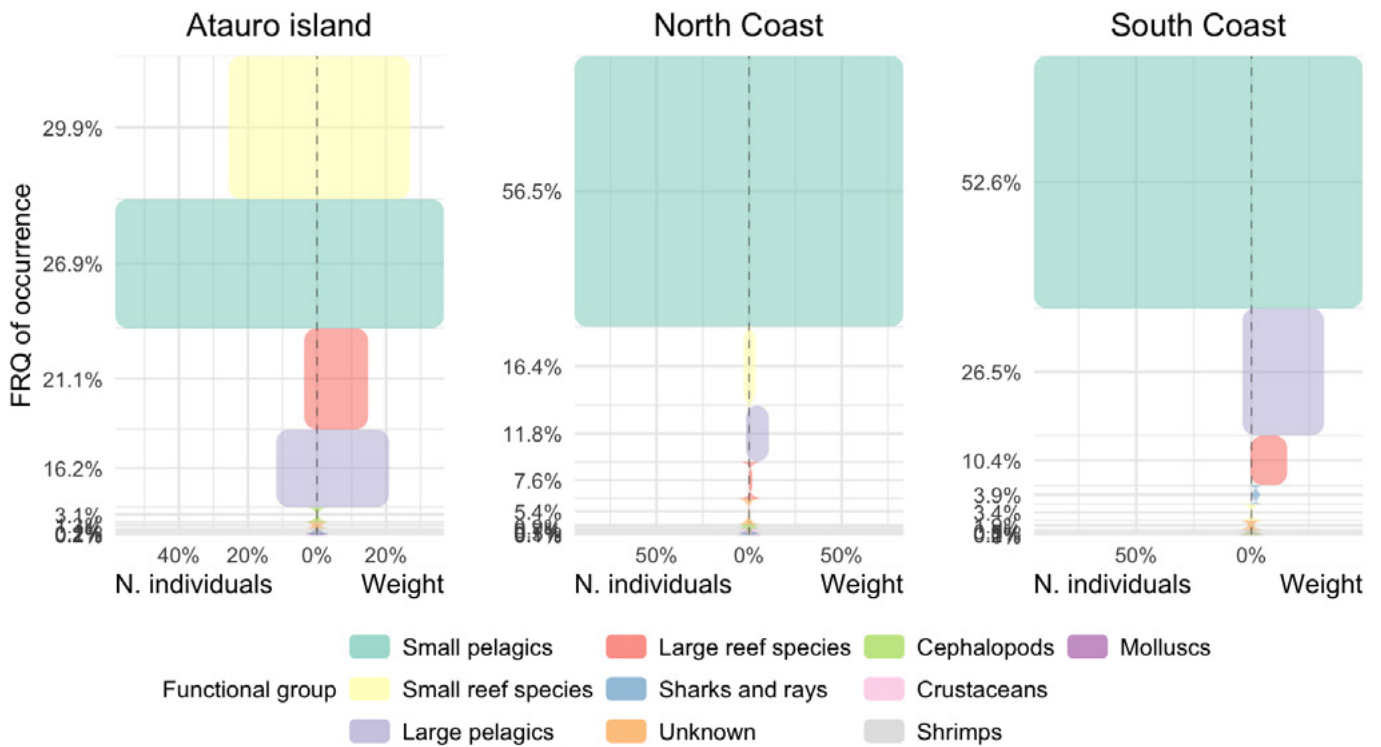 Atauro island
North Coast
South Coast
FRQ of occurrence
29.9%
26.9%
21.1%
16.2%
3.1%
56.5%
16.4%
11.8%
7.6%
5.4%
52.6%
26.5%
10.4%
3.9%
3.4%
40% 20% 0% 20%
50% 0% 50%
50% 0%
N. individuals Weight
N. individuals Weight
N. individuals Weight
Functional group
Small pelagics
Small reef species
Large pelagics
Large reef species
Sharks and rays
Unknown
Cephalopods
Crustaceans
Shrimps
Molluscs